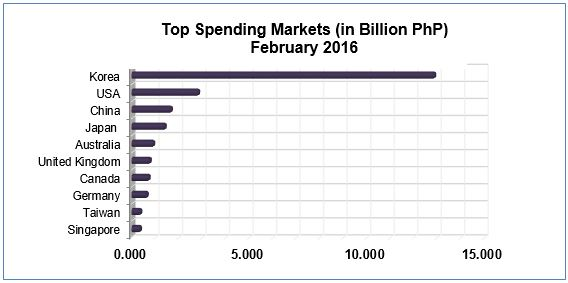 Top Spending Markets (in Billion PhP)
February 2016
Korea
USA
China
Japan
Australia
United Kingdom
Canada
Germany
Taiwan
Singapore
0.000 5.000 10.000 15.000